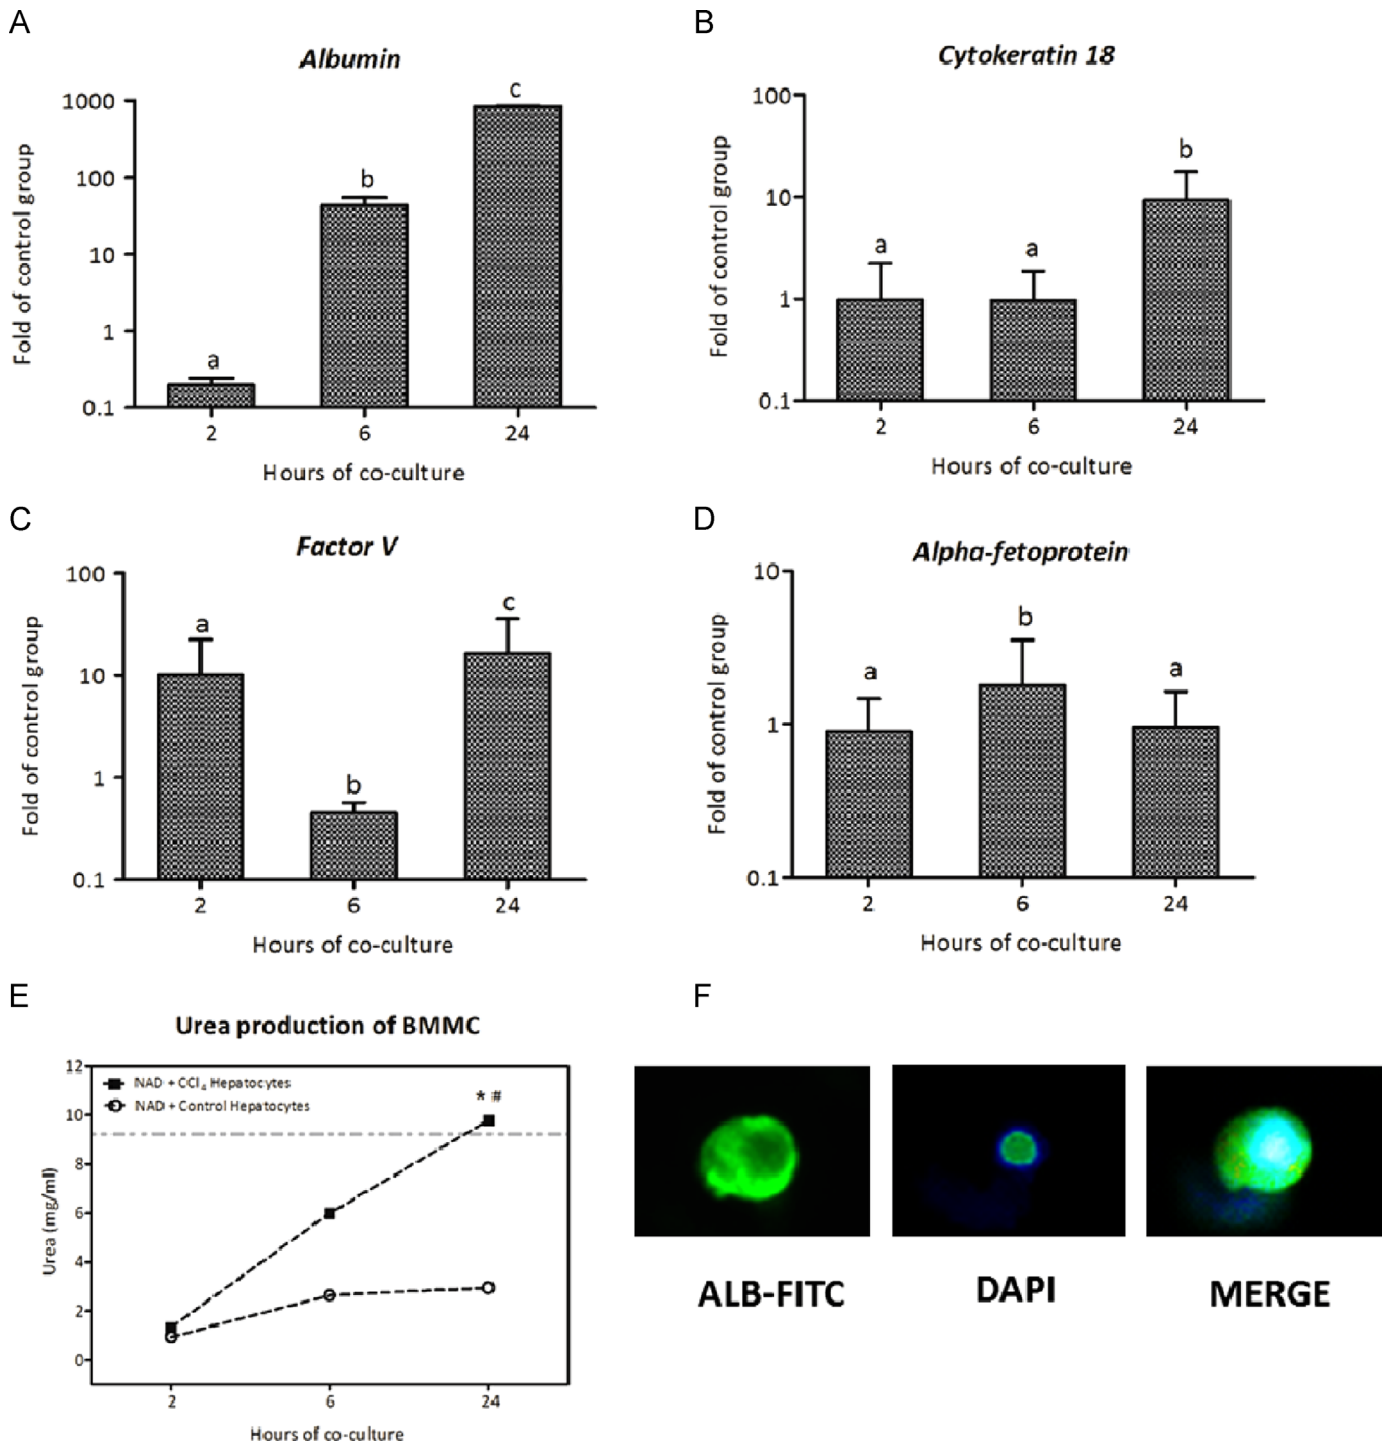 A
Albumin
Fold of control group
1000
100
10
1
0.1
a
b
c
2
6
24
Hours of co-culture
B
Cytokeratin 18
Fold of control group
100
10
1
0.1
a
a
b
2
6
24
Hours of co-culture
C
Factor V
Fold of control group
100
10
1
0.1
a
b
c
2
6
24
Hours of co-culture
D
Alpha-fetoprotein
Fold of control group
10
1
0.1
a
b
a
2
6
24
Hours of co-culture
E
Urea production of BMMC
Urea (mg/ml)
12
10
8
6
4
2
0
NAD + CCl4 Hepatocytes
NAD + Control Hepatocytes
* #
2
6
24
Hours of co-culture
F
ALB-FITC
DAPI
MERGE